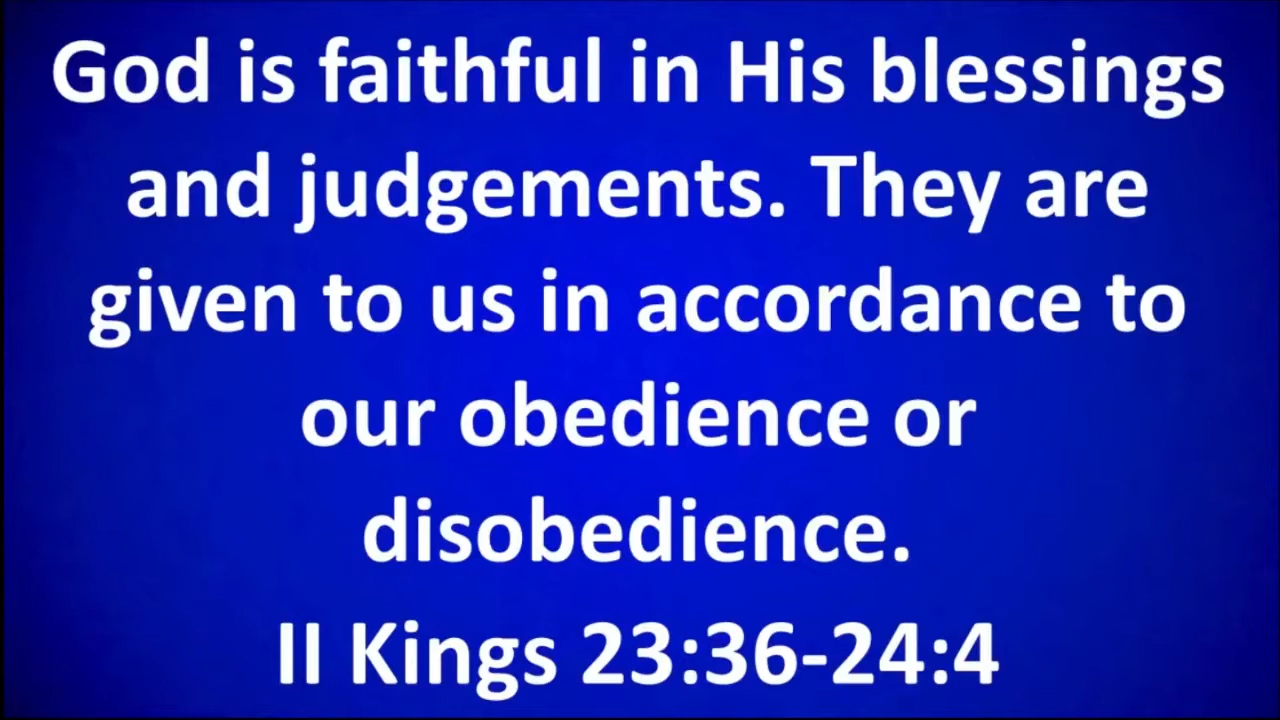 God is faithful in His blessings
and judgements. They are
given to us in accordance to
our obedience or
disobedience.
II Kings 23:36-24:4